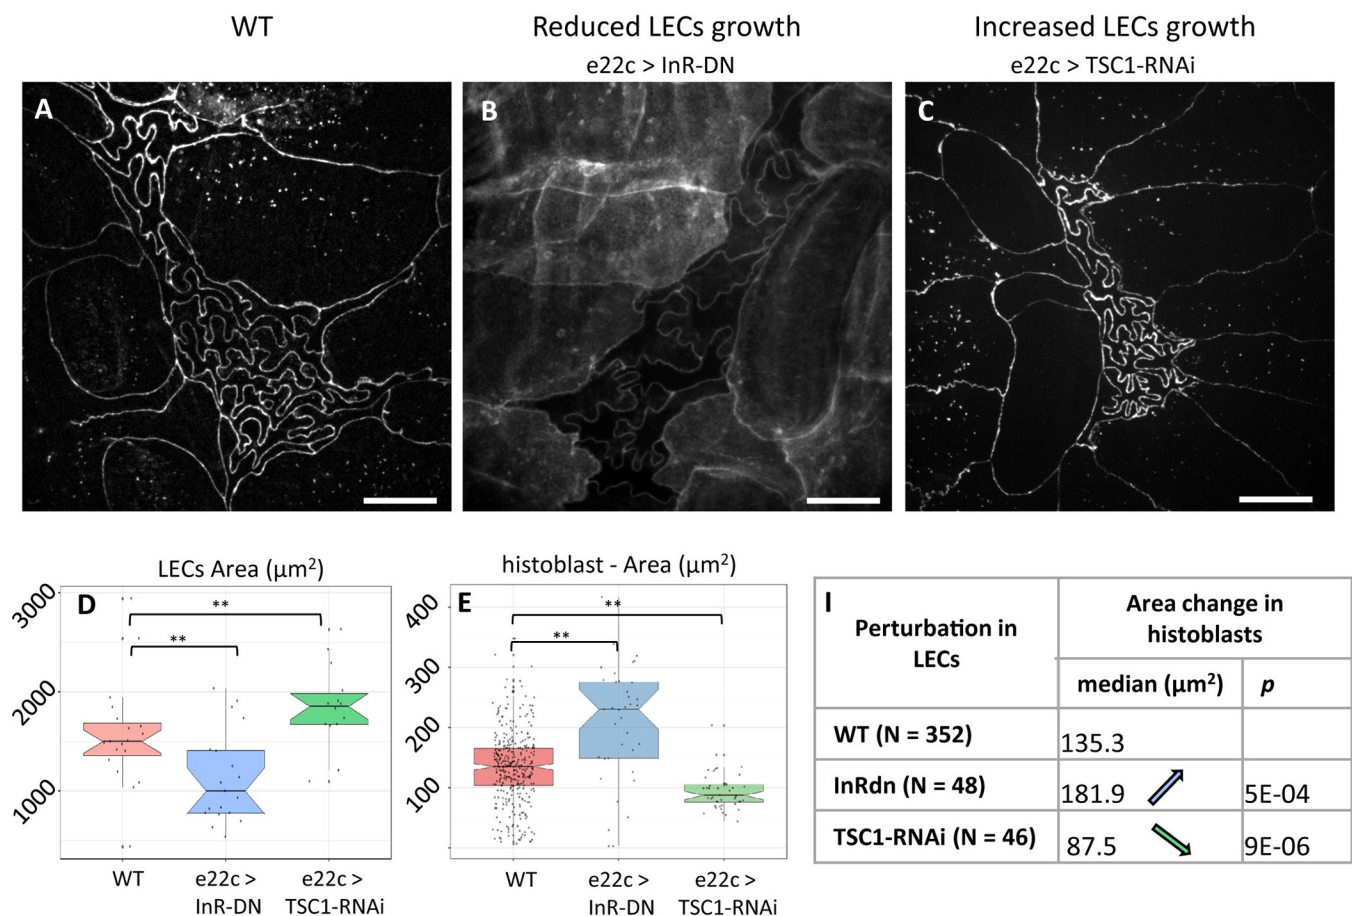 WT
Reduced LECs growth
e22c > InR-DN
Increased LECs growth
e22c > TSC1-RNAi
A
B
C
LECs Area (µm²)
D
3000
2000
1000
**
**
WT
e22c >
InR-DN
e22c >
TSC1-RNAi
histoblast - Area (µm²)
E
400
300
200
100
**
**
WT
e22c >
InR-DN
e22c >
TSC1-RNAi
I
Perturbation in
LECs
Area change in
histoblasts
median (µm²)
p
WT (N = 352)
135.3
InRdn (N = 48)
181.9
5E-04
TSC1-RNAi (N = 46)
87.5
9E-06